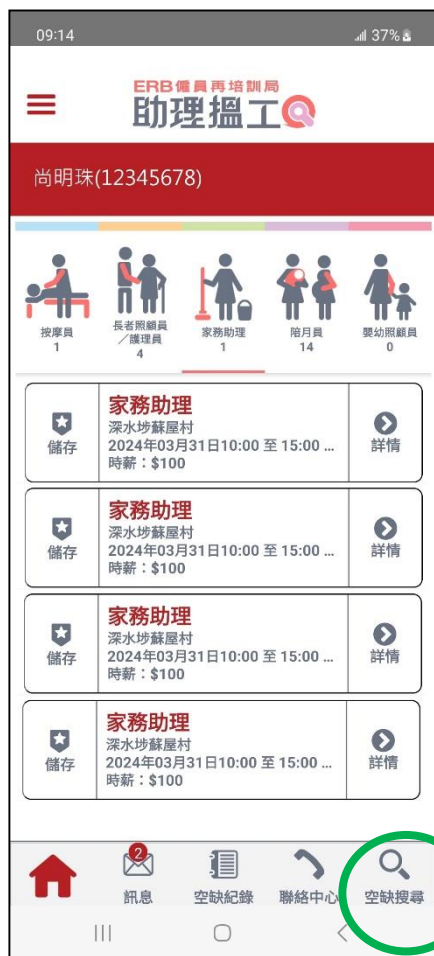 09:14
37%
ERB僱員再培訓局
助理搵工
尚明珠(12345678)
按摩員
1
長者照顧員
／護理員
4
家務助理
1
陪月員
14
嬰幼照顧員
0
家務助理
深水埗蘇屋村
2024年03月31日10:00 至 15:00 ...
時薪：$100
儲存
詳情
家務助理
深水埗蘇屋村
2024年03月31日10:00 至 15:00 ...
時薪：$100
儲存
詳情
家務助理
深水埗蘇屋村
2024年03月31日10:00 至 15:00 ...
時薪：$100
儲存
詳情
家務助理
深水埗蘇屋村
2024年03月31日10:00 至 15:00 ...
時薪：$100
儲存
詳情
2
訊息
空缺紀錄
聯絡中心
空缺搜尋